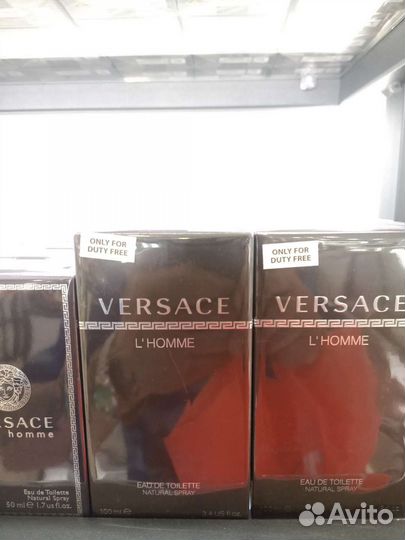 ONLY FOR
DUTY FREE
VERSACE
L'HOMME
EAU DE TOILETTE
NATURAL SPRAY
100 ml e 3.4 US fl.oz.
ONLY FOR
DUTY FREE
VERSACE
L'HOMME
EAU DE TOILETTE
NATURAL SPRAY
SACE
homme
Eau de Toilette
Natural Spray
50 ml e 1.7 us fl.oz.
Avito